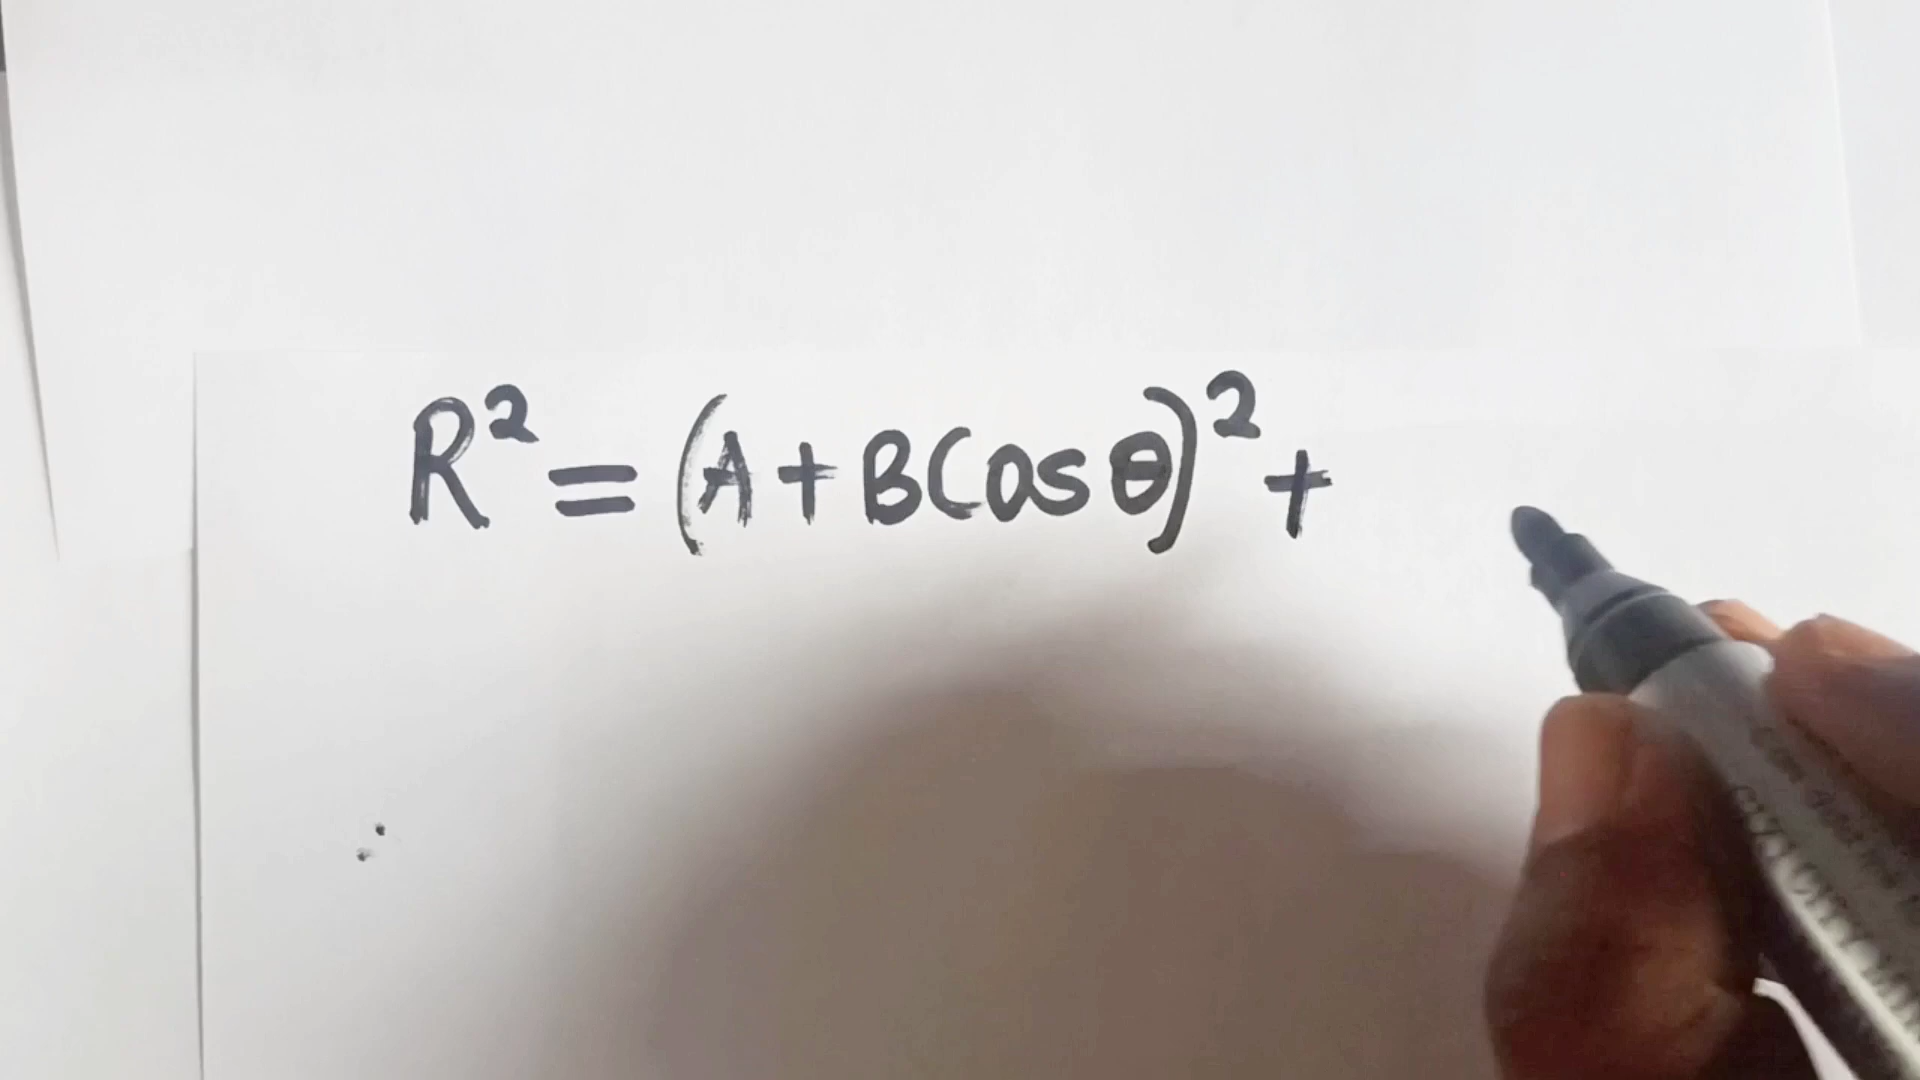 R² = (A + BCosθ)² +